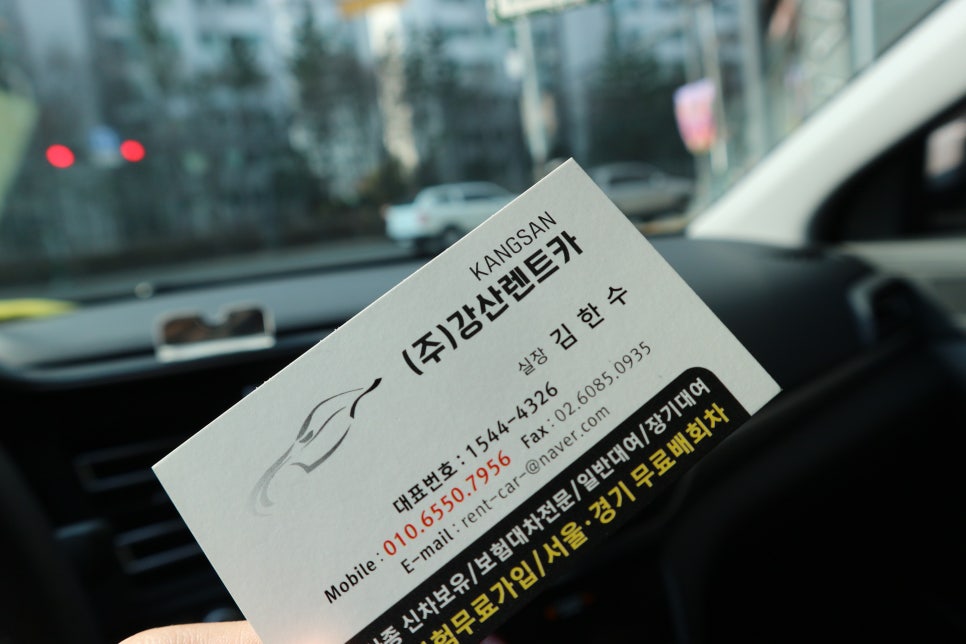 KANGSAN
(주)강산렌트카
실장 김한수
대표번호 : 1544-4326
Mobile : 010.6550.7956 Fax : 02.6085.0935
E-mail : rent-car-@naver.com
신차보유/보험대차전문/일반대여/장기대여
무료가입/서울·경기 무료배회차